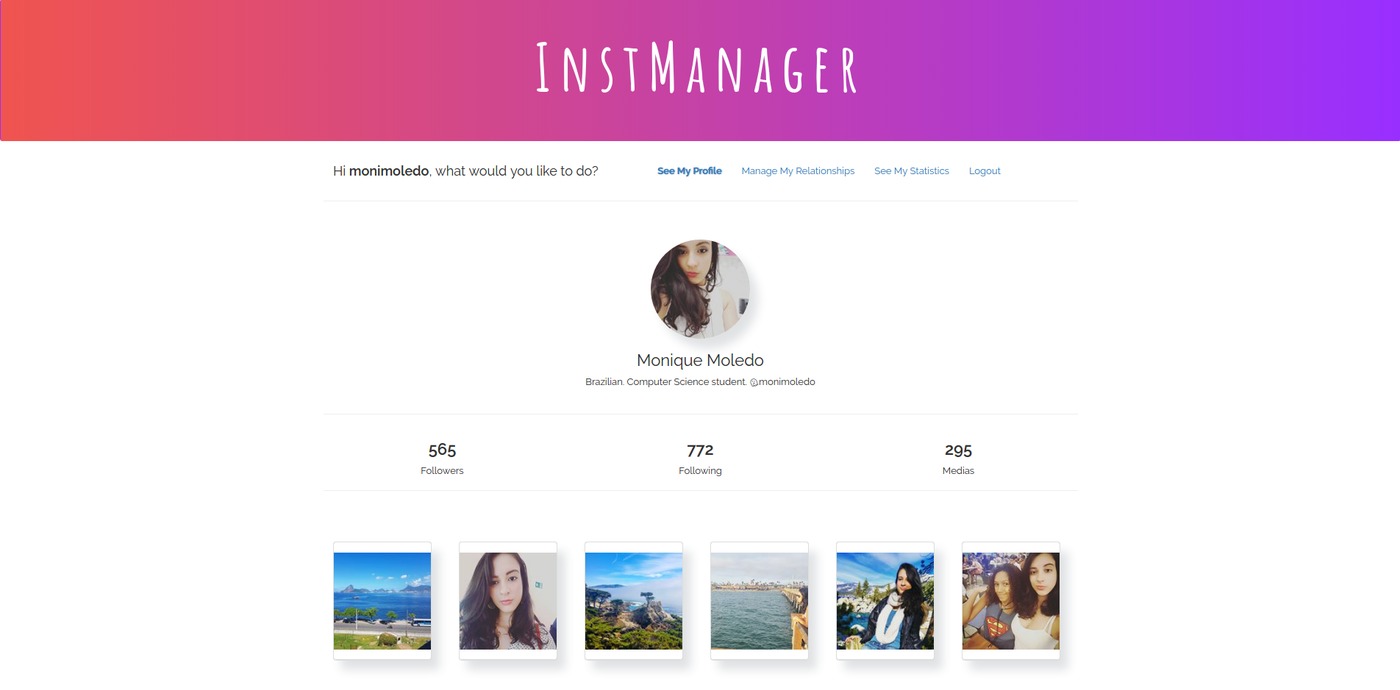 InstManager
Hi monimoledo, what would you like to do? See My Profile Manage My Relationships See My Statistics Logout
Monique Moledo
Brazilian. Computer Science student. @monimoledo
565 772 295
Followers Following Medias